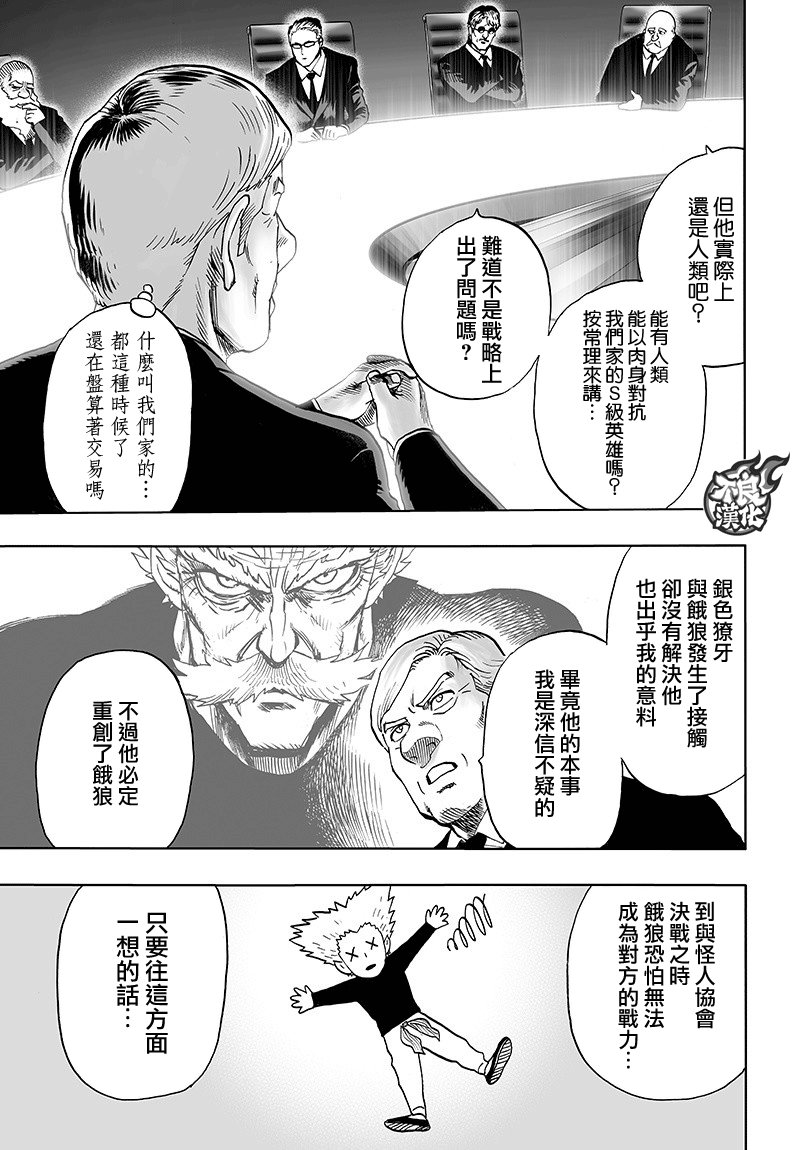 但他實際上
還是人類吧？
能有人類
能以肉身對抗
我們家的S級英雄嗎？
按常理來講…
難道不是戰略上
出了問題嗎？
什麼叫我們家的…
都這種時候了
還在盤算著交易嗎
不良
漢化
銀色獠牙
與餓狼發生了接觸
卻沒有解決他
也出乎我的意料
畢竟他的本事
我是深信不疑的
不過他必定
重創了餓狼
到與怪人協會
決戰之時
餓狼恐怕無法
成為對方的戰力…
只要往這方面
一想的話…